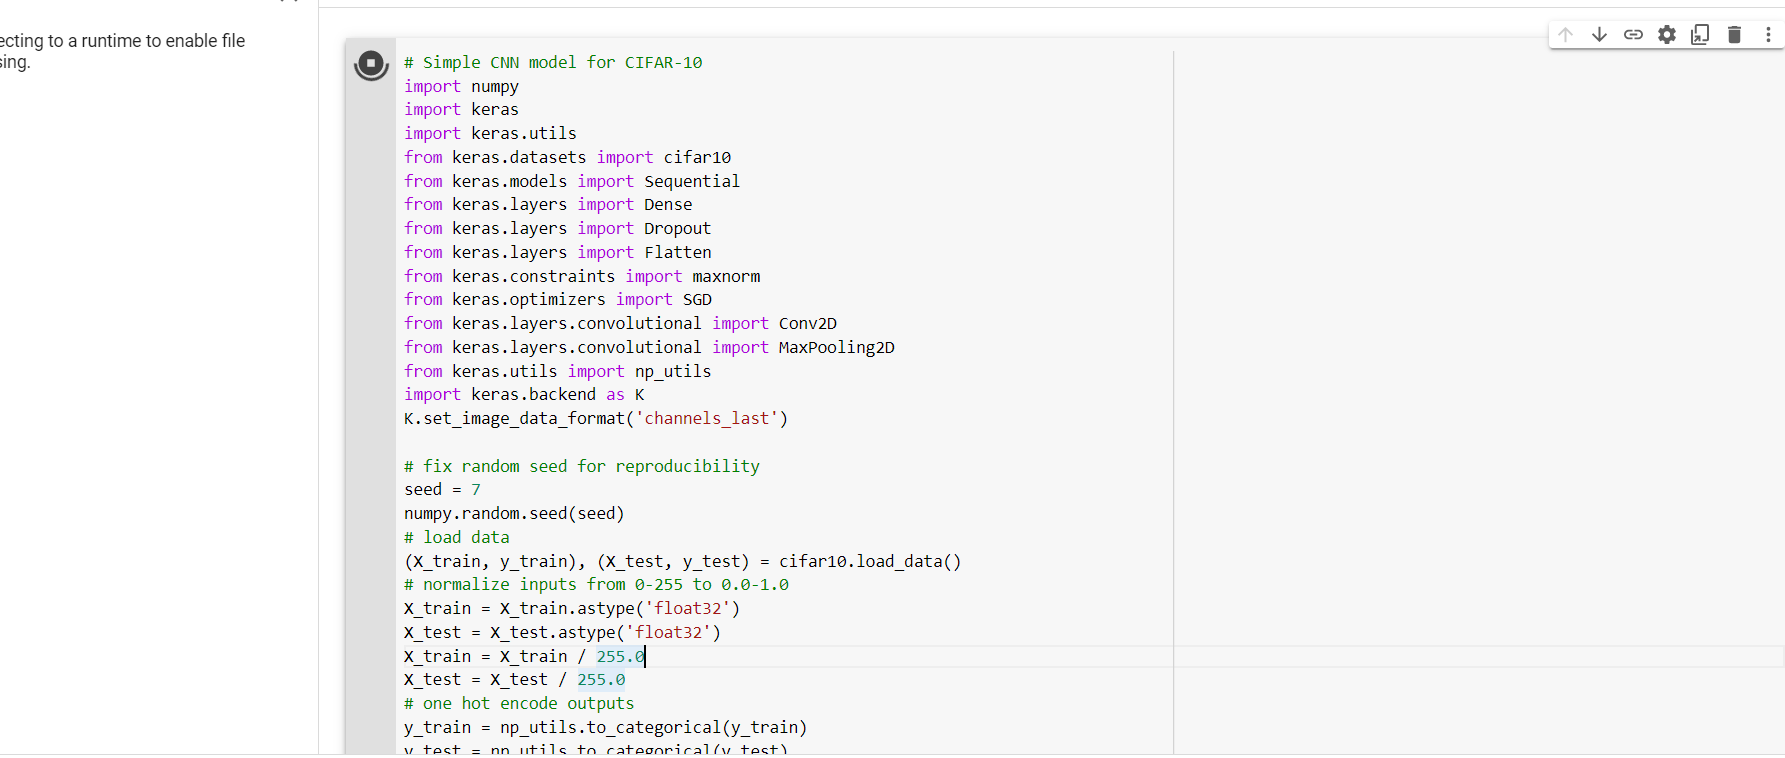 ecting to a runtime to enable file
sing.
# Simple CNN model for CIFAR-10
import numpy
import keras
import keras.utils
from keras.datasets import cifar10
from keras.models import Sequential
from keras.layers import Dense
from keras.layers import Dropout
from keras.layers import Flatten
from keras.constraints import maxnorm
from keras.optimizers import SGD
from keras.layers.convolutional import Conv2D
from keras.layers.convolutional import MaxPooling2D
from keras.utils import np_utils
import keras.backend as K
K.set_image_data_format('channels_last')
# fix random seed for reproducibility
seed = 7
numpy.random.seed(seed)
# load data
(X_train, y_train), (X_test, y_test) = cifar10.load_data()
# normalize inputs from 0-255 to 0.0-1.0
X_train = X_train.astype('float32')
X_test = X_test.astype('float32')
X_train = X_train / 255.0
X_test = X_test / 255.0
# one hot encode outputs
y_train = np_utils.to_categorical(y_train)
y_test = np_utils.to_categorical(y_test)